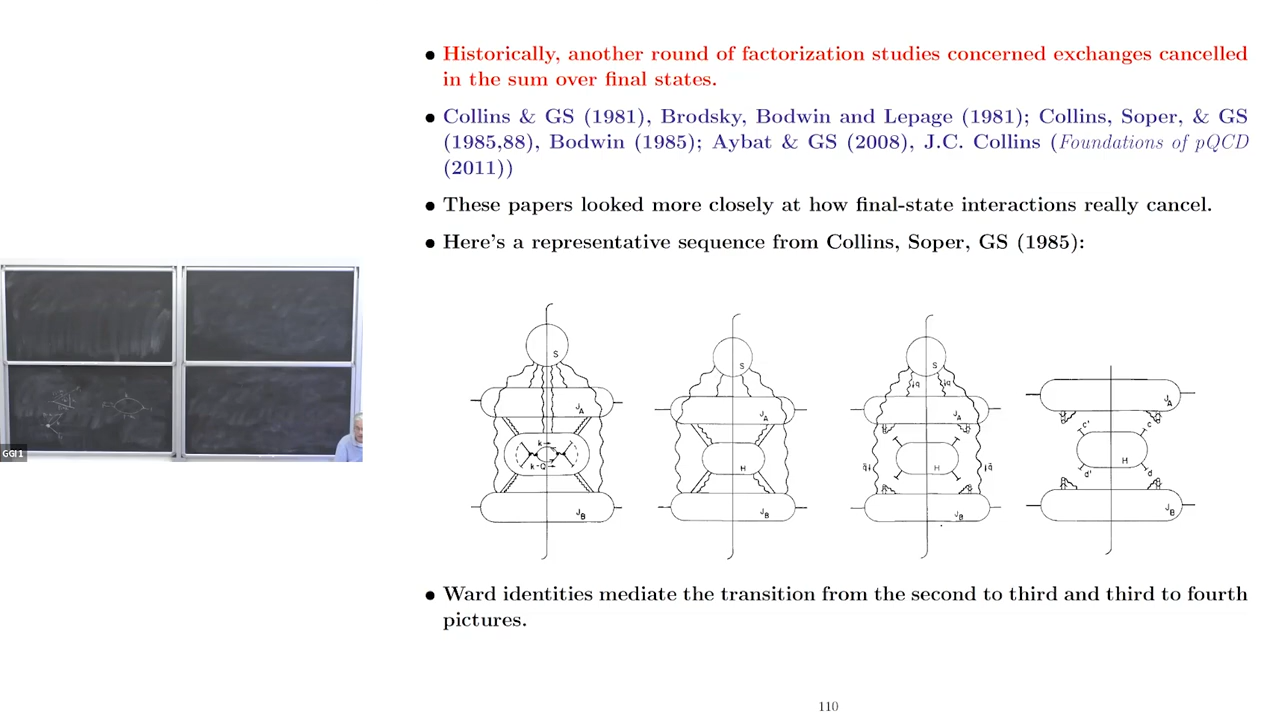 • Historically, another round of factorization studies concerned exchanges cancelled
in the sum over final states.
• Collins & GS (1981), Brodsky, Bodwin and Lepage (1981); Collins, Soper, & GS
(1985,88), Bodwin (1985); Aybat & GS (2008), J.C. Collins (Foundations of pQCD
(2011))
• These papers looked more closely at how final-state interactions really cancel.
• Here's a representative sequence from Collins, Soper, GS (1985):
S
J_A
k
k-Q
J_B
S
J_A
H
J_B
S
q̄ q̄
J_A
H
q̄ q̄
J_B
J_A
c' c
H
d' d
J_B
• Ward identities mediate the transition from the second to third and third to fourth
pictures.
GGI1
110